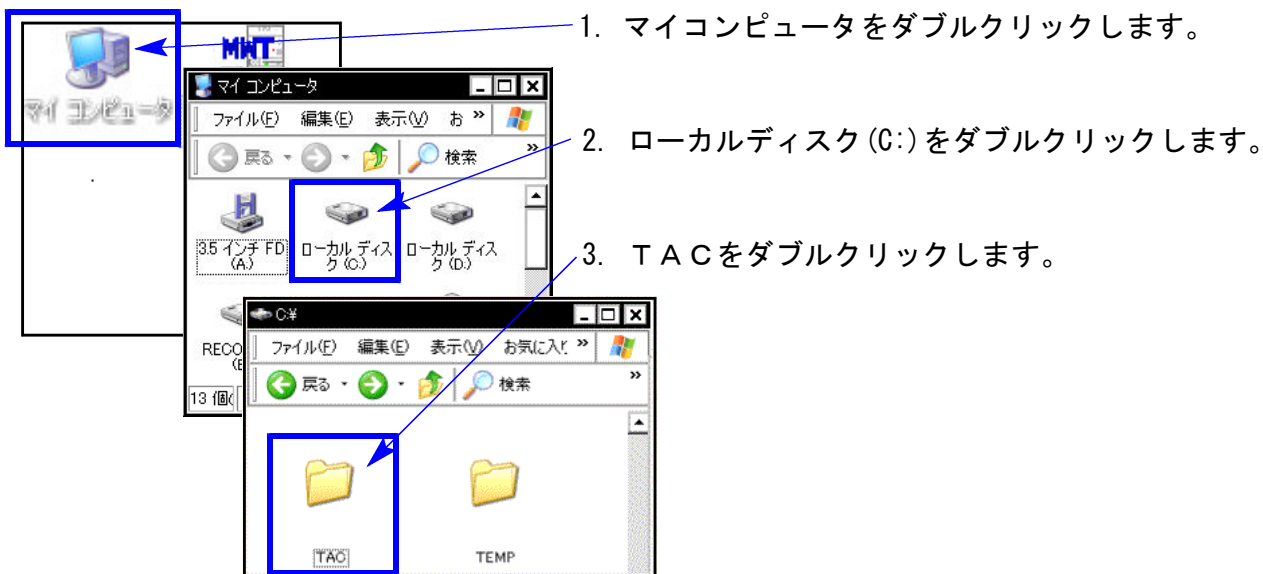 1. マイコンピュータをダブルクリックします。
マイ コンピュータ
MWT
マイ コンピュータ
ファイル(F) 編集(E) 表示(V) お »
2. ローカルディスク(C:)をダブルクリックします。
戻る 検索 »
3.5 インチ FD (A:)
ローカル ディスク (C:)
ローカル ディスク (D:)
3. TACをダブルクリックします。
C:¥
RECO
ファイル(F) 編集(E) 表示(V) お気に入り »
戻る 検索 »
13 個
TAC
TEMP